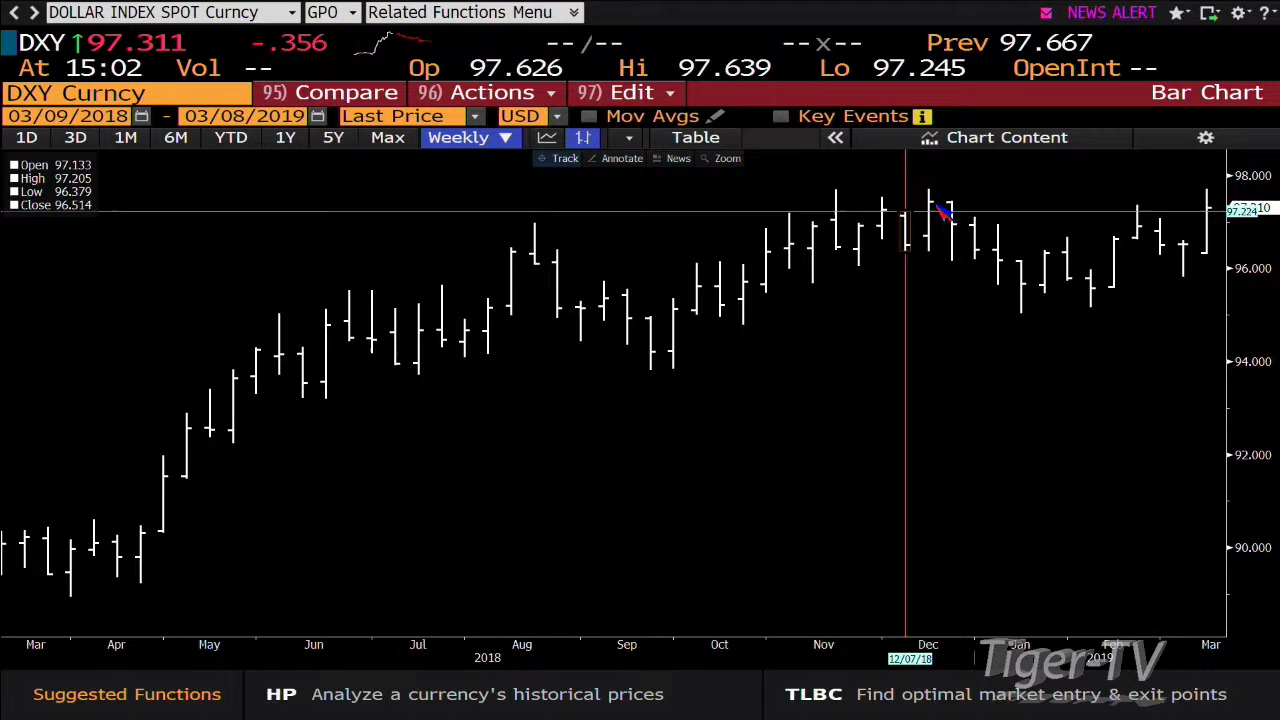 DOLLAR INDEX SPOT Curncy GPO Related Functions Menu NEWS ALERT ?
DXY ↑97.311 -.356 --/-- --x-- Prev 97.667
At 15:02 Vol -- Op 97.626 Hi 97.639 Lo 97.245 OpenInt --
DXY Curncy 95) Compare 96) Actions 97) Edit Bar Chart
03/09/2018 - 03/08/2019 Last Price USD Mov Avgs Key Events i
1D 3D 1M 6M YTD 1Y 5Y Max Weekly ▼ Table « Chart Content
Track Annotate News Zoom
Open 97.133
High 97.205
Low 96.379
Close 96.514
98.000
97.224
96.000
94.000
92.000
90.000
Mar Apr May Jun Jul Aug Sep Oct Nov Dec Jan Feb Mar
2018 12/07/18 2019
Tiger-TV
Suggested Functions HP Analyze a currency's historical prices TLBC Find optimal market entry & exit points